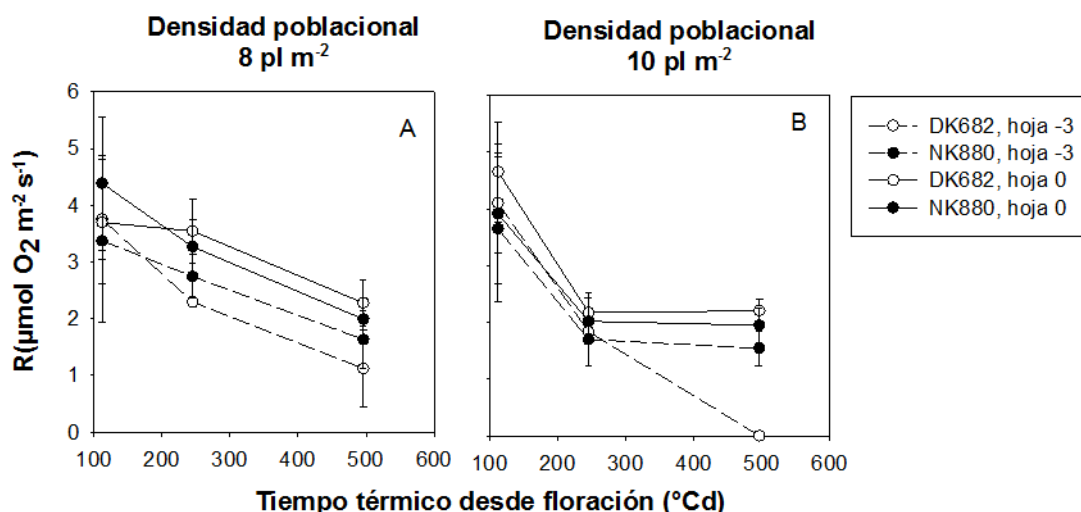 Densidad poblacional
8 pl m-2
Densidad poblacional
10 pl m-2
R(µmol O2 m-2 s-1)
6
5
4
3
2
1
0
A
100 200 300 400 500 600
B
100 200 300 400 500 600
Tiempo térmico desde floración (°Cd)
DK682, hoja -3
NK880, hoja -3
DK682, hoja 0
NK880, hoja 0